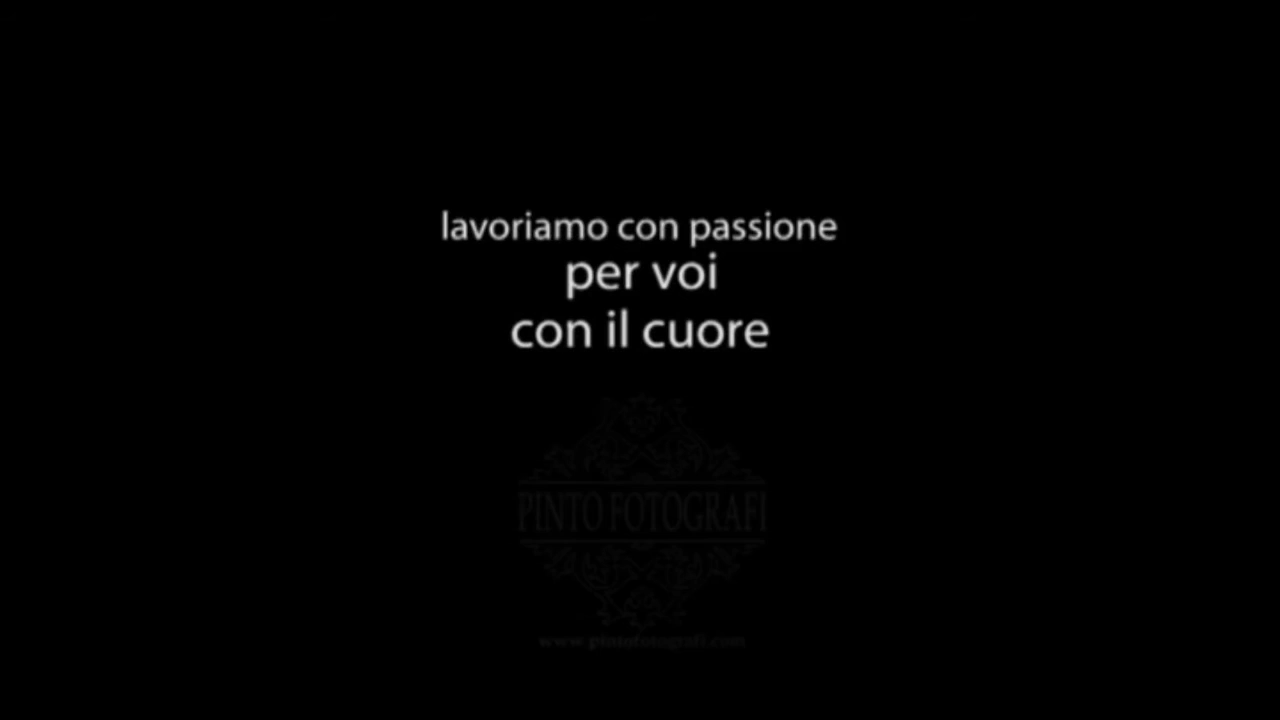 lavoriamo con passione
per voi
con il cuore
PINTO FOTOGRAFI
www.pintofotografi.com